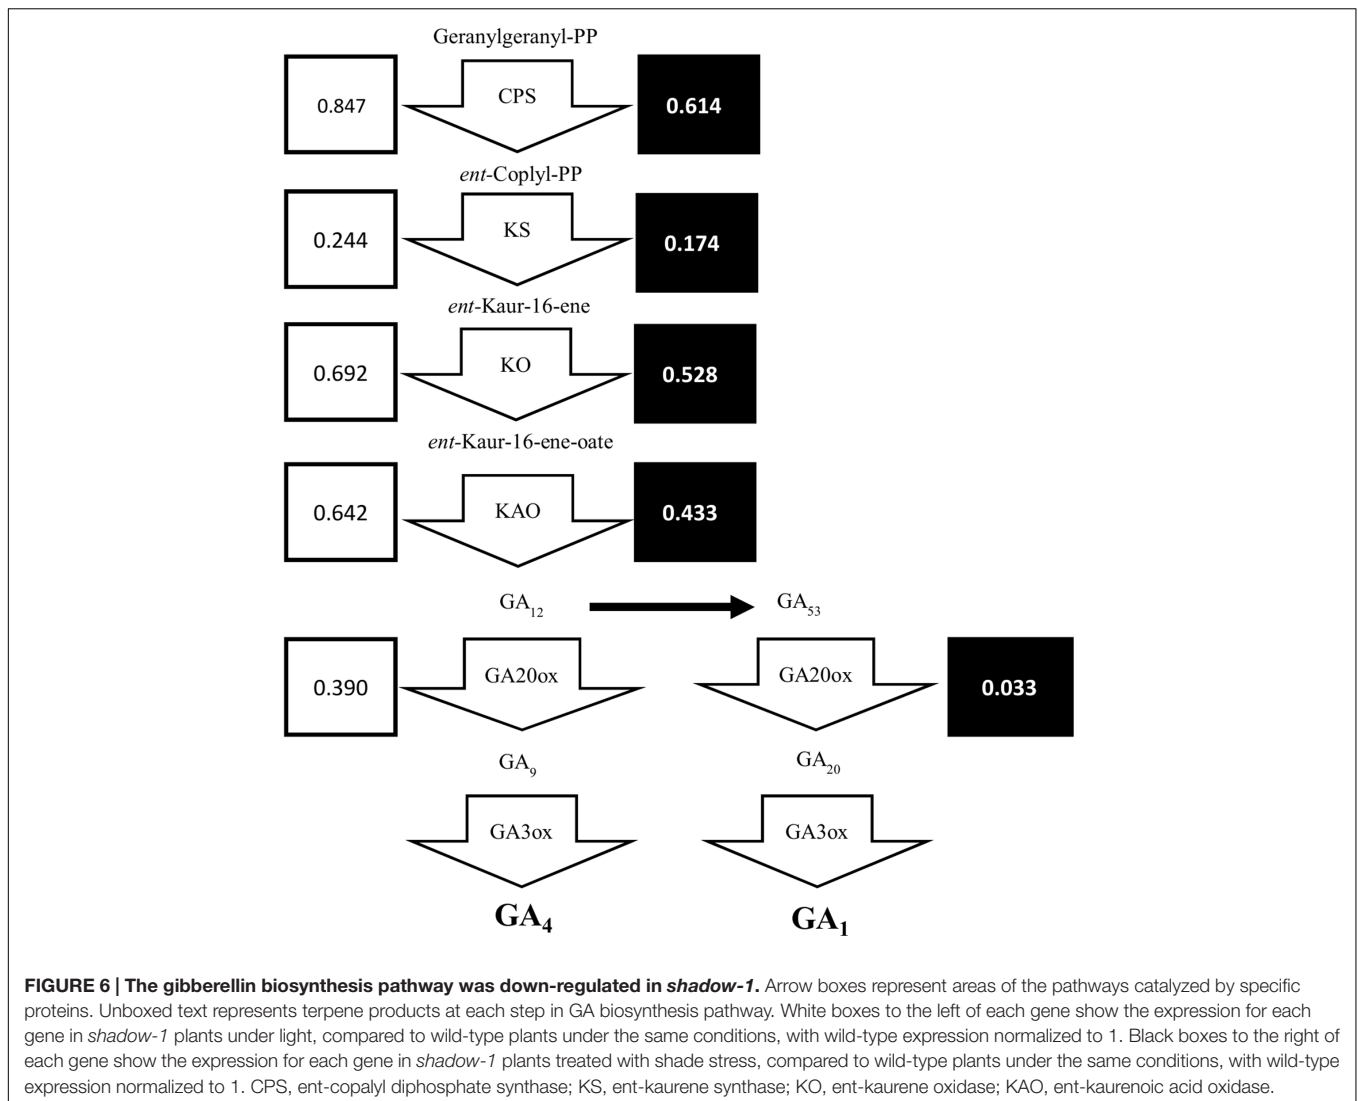 Geranylgeranyl-PP
0.847 CPS 0.614
ent-Coplyl-PP
0.244 KS 0.174
ent-Kaur-16-ene
0.692 KO 0.528
ent-Kaur-16-ene-oate
0.642 KAO 0.433
GA12 GA53
0.390 GA20ox GA20ox 0.033
GA9 GA20
GA3ox GA3ox
GA4 GA1
FIGURE 6 | The gibberellin biosynthesis pathway was down-regulated in shadow-1. Arrow boxes represent areas of the pathways catalyzed by specific
proteins. Unboxed text represents terpene products at each step in GA biosynthesis pathway. White boxes to the left of each gene show the expression for each
gene in shadow-1 plants under light, compared to wild-type plants under the same conditions, with wild-type expression normalized to 1. Black boxes to the right of
each gene show the expression for each gene in shadow-1 plants treated with shade stress, compared to wild-type plants under the same conditions, with wild-type
expression normalized to 1. CPS, ent-copalyl diphosphate synthase; KS, ent-kaurene synthase; KO, ent-kaurene oxidase; KAO, ent-kaurenoic acid oxidase.